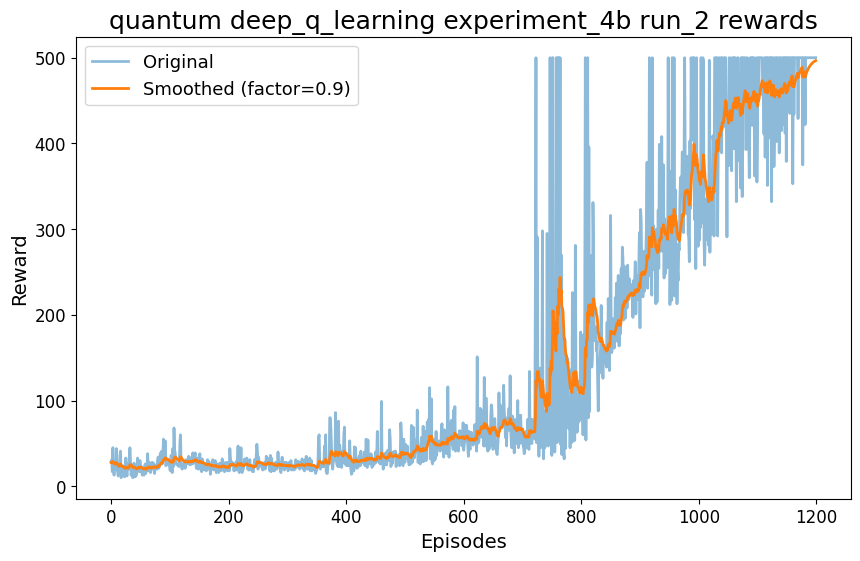 quantum deep_q_learning experiment_4b run_2 rewards
Original
Smoothed (factor=0.9)
Reward
500
400
300
200
100
0
0 200 400 600 800 1000 1200
Episodes